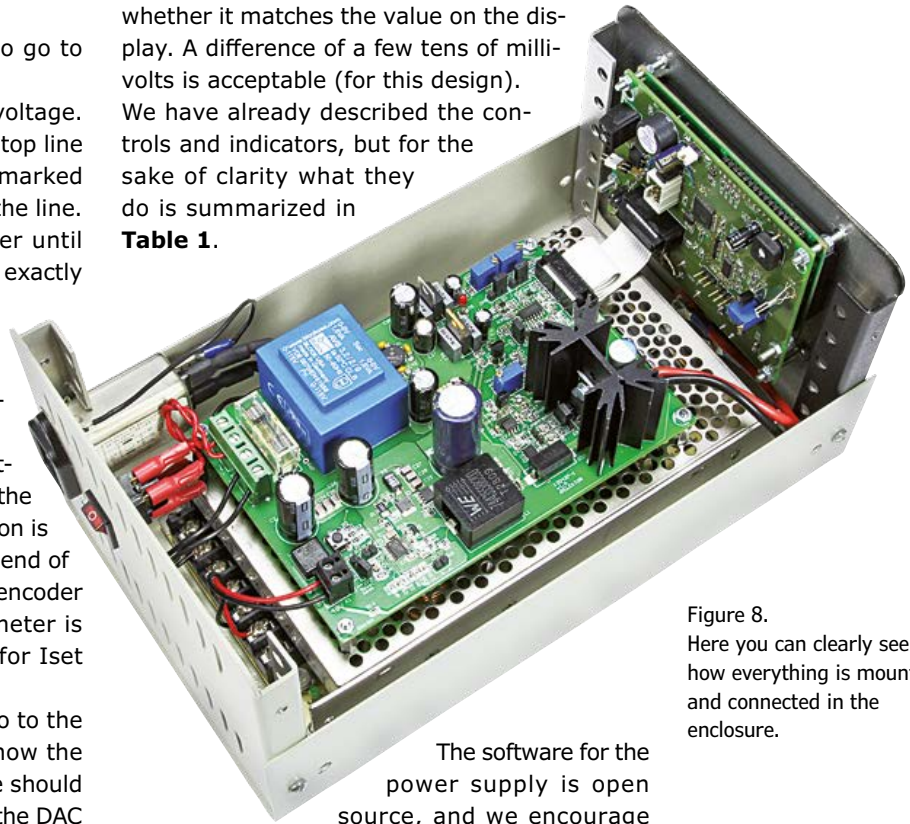 o go to
voltage.
top line
marked
the line.
er until
exactly
-
t-
the
on is
end of
encoder
meter is
for Iset
o to the
now the
e should
the DAC
whether it matches the value on the dis-
play. A difference of a few tens of milli-
volts is acceptable (for this design).
We have already described the con-
trols and indicators, but for the
sake of clarity what they
do is summarized in
Table 1.
WE
The software for the
power supply is open
source, and we encourage
Figure 8.
Here you can clearly see
how everything is mount
and connected in the
enclosure.